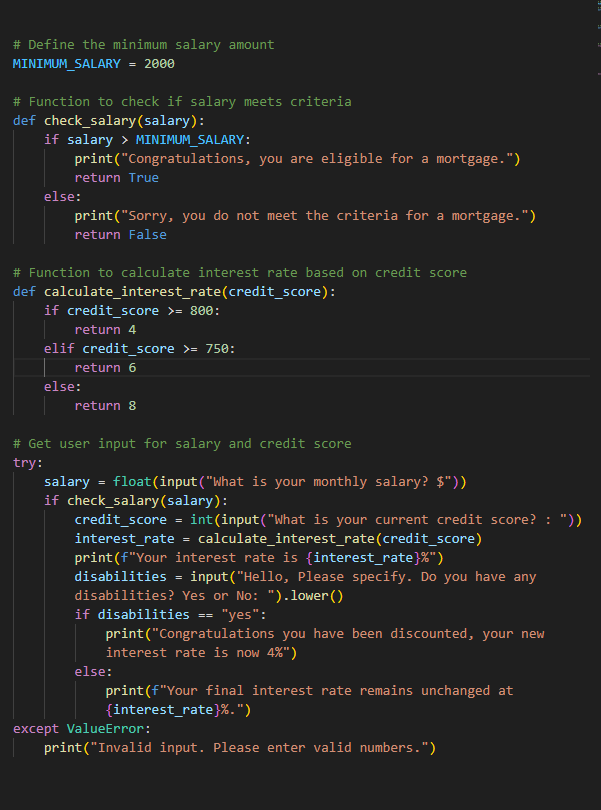 # Define the minimum salary amount
MINIMUM_SALARY = 2000
# Function to check if salary meets criteria
def check_salary(salary):
    if salary > MINIMUM_SALARY:
        print("Congratulations, you are eligible for a mortgage.")
        return True
    else:
        print("Sorry, you do not meet the criteria for a mortgage.")
        return False
# Function to calculate interest rate based on credit score
def calculate_interest_rate(credit_score):
    if credit_score >= 800:
        return 4
    elif credit_score >= 750:
        return 6
    else:
        return 8
# Get user input for salary and credit score
try:
    salary = float(input("What is your monthly salary? $"))
    if check_salary(salary):
        credit_score = int(input("What is your current credit score? : "))
        interest_rate = calculate_interest_rate(credit_score)
        print(f"Your interest rate is {interest_rate}%")
        disabilities = input("Hello, Please specify. Do you have any
        disabilities? Yes or No: ").lower()
        if disabilities == "yes":
            print("Congratulations you have been discounted, your new
            interest rate is now 4%")
        else:
            print(f"Your final interest rate remains unchanged at
            {interest_rate}%.")
except ValueError:
    print("Invalid input. Please enter valid numbers.")